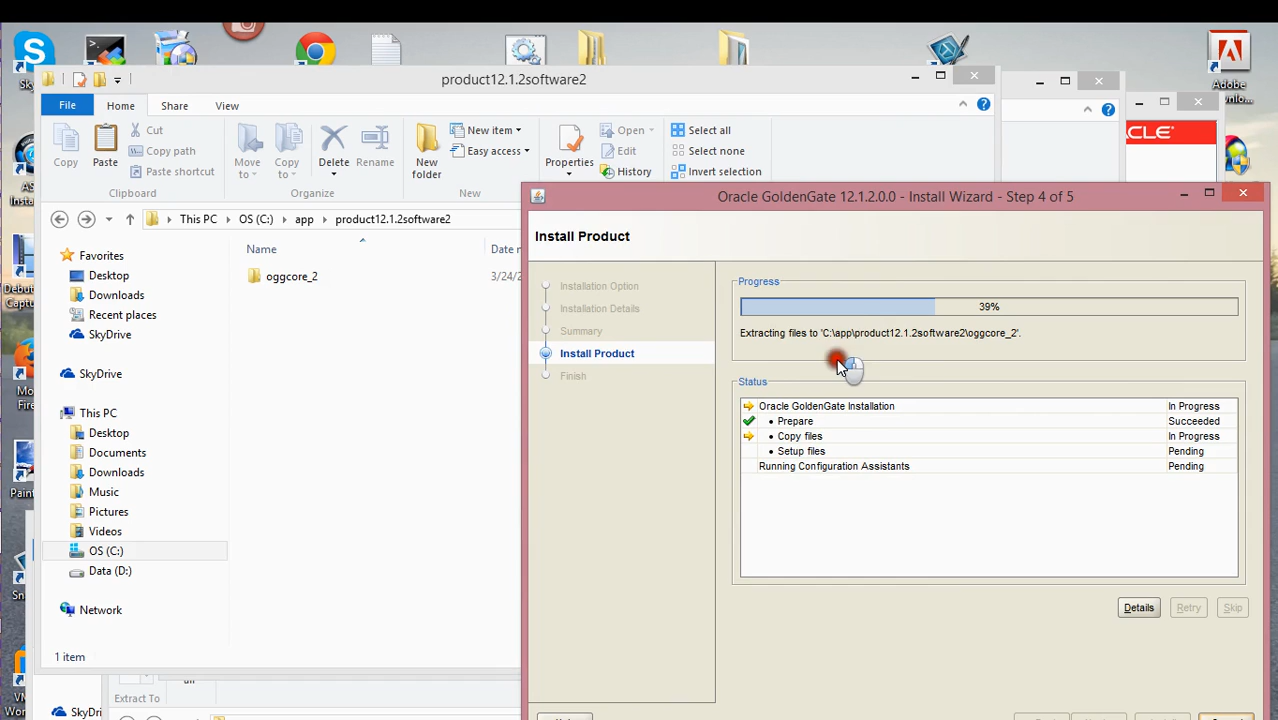 Adobe
product12.1.2software2
File
Home
Share
View
Copy
Paste
Cut
Copy path
Paste shortcut
Clipboard
Move to
Copy to
Delete
Rename
Organize
New folder
New item
Easy access
New
Properties
Open
Edit
History
Select all
Select none
Invert selection
This PC
OS (C:)
app
product12.1.2software2
Favorites
Desktop
Downloads
Recent places
SkyDrive
SkyDrive
This PC
Desktop
Documents
Downloads
Music
Pictures
Videos
OS (C:)
Data (D:)
Network
Name
Date
oggcore_2
3/24/2
1 item
Extract To
Oracle GoldenGate 12.1.2.0.0 - Install Wizard - Step 4 of 5
Install Product
Installation Option
Installation Details
Summary
Install Product
Finish
Progress
39%
Extracting files to 'C:\app\product12.1.2software2\oggcore_2'.
Status
Oracle GoldenGate Installation In Progress
• Prepare Succeeded
• Copy files In Progress
• Setup files Pending
Running Configuration Assistants Pending
Details
Retry
Skip